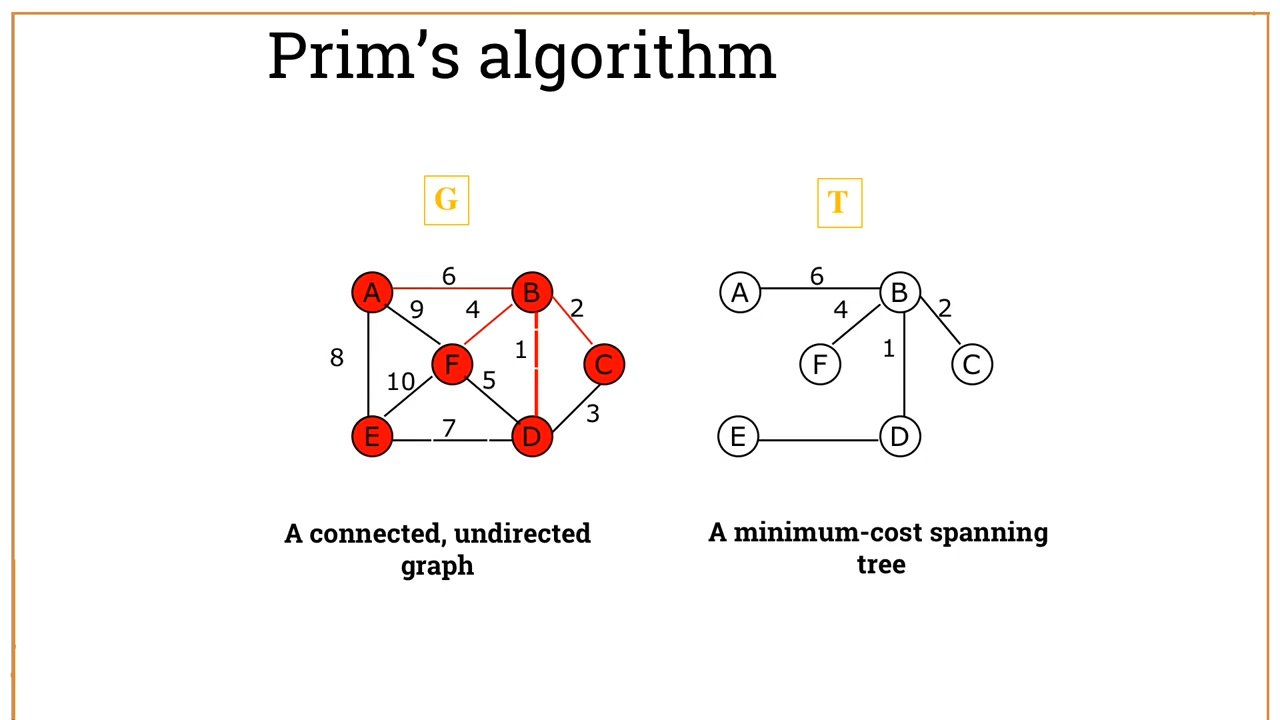 Prim's algorithm
G
T
6
A
B
9
4
2
8
1
F
C
10
5
3
7
E
D
6
A
B
4
2
1
F
C
E
D
A connected, undirected
graph
A minimum-cost spanning
tree